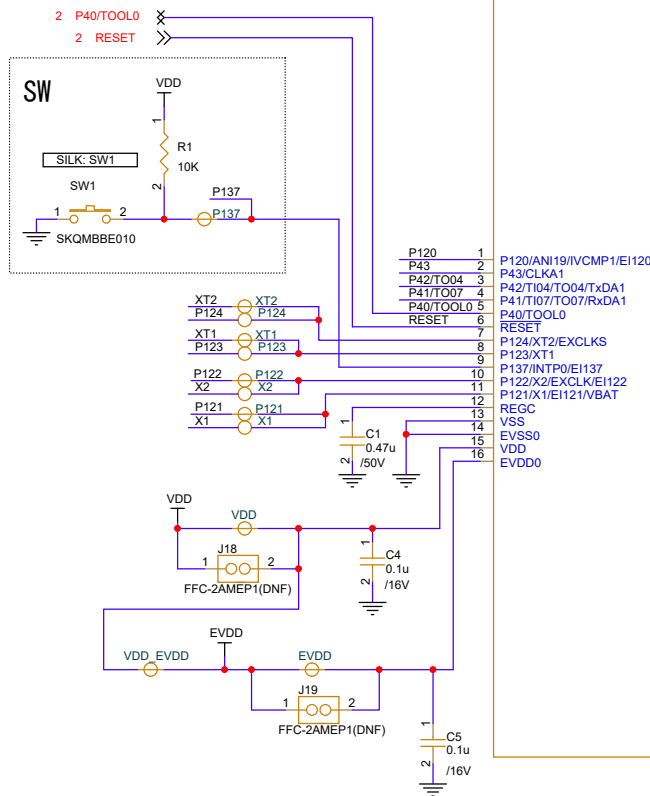 2 P40/TOOL0
2 RESET
SW
VDD
1
R1
10K
2
SILK: SW1
SW1
1 2
SKQMBBE010
P137
P137
P120 1 P120/ANI19/IVCMP1/EI120
P43 2 P43/CLKA1
P42/TO04 3 P42/TI04/TO04/TxDA1
P41/TO07 4 P41/TI07/TO07/RxDA1
P40/TOOL0 5 P40/TOOL0
RESET 6 RESET
XT2 XT2
P124 P124
7 P124/XT2/EXCLKS
XT1 XT1
P123 P123
8 P123/XT1
9 P137/INTP0/EI137
P122 P122
X2 X2
10 P122/X2/EXCLK/EI122
P121 P121
X1 X1
11 P121/X1/EI121/VBAT
12 REGC
13 VSS
14 EVSS0
15 VDD
16 EVDD0
1
C1
0.47u
2
/50V
VDD
VDD
J18
1 2
FFC-2AMEP1(DNF)
1
C4
0.1u
2
/16V
EVDD
VDD_EVDD
EVDD
J19
1 2
FFC-2AMEP1(DNF)
1
C5
0.1u
2
/16V